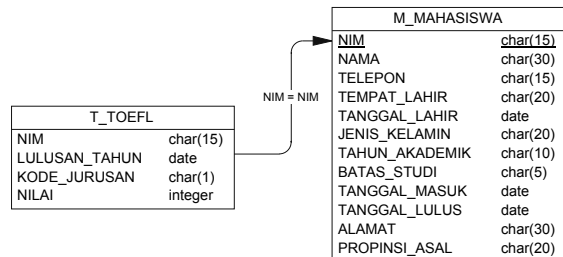 M_MAHASISWA
NIM char(15)
NAMA char(30)
TELEPON char(15)
TEMPAT_LAHIR char(20)
TANGGAL_LAHIR date
JENIS_KELAMIN char(20)
TAHUN_AKADEMIK char(10)
BATAS_STUDI char(5)
TANGGAL_MASUK date
TANGGAL_LULUS date
ALAMAT char(30)
PROPINSI_ASAL char(20)
NIM = NIM
T_TOEFL
NIM char(15)
LULUSAN_TAHUN date
KODE_JURUSAN char(1)
NILAI integer